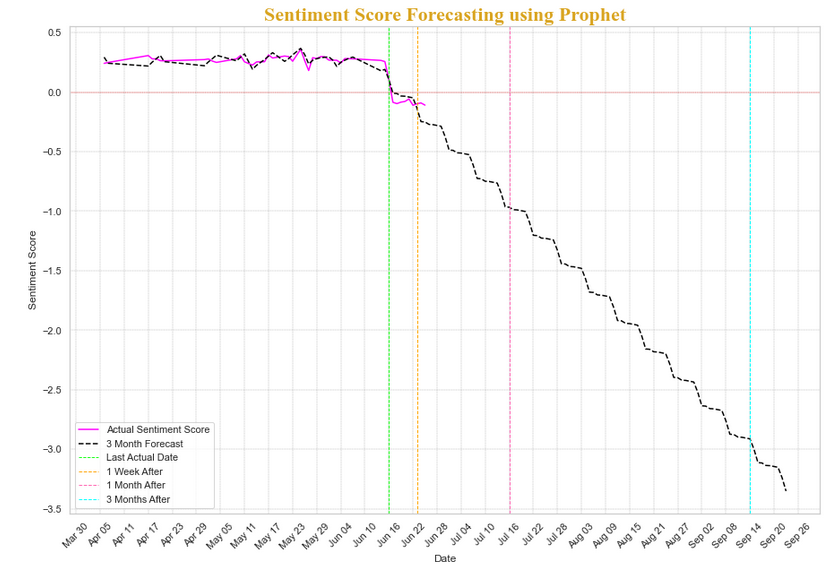 Sentiment Score Forecasting using Prophet
Sentiment Score
0.5
0.0
−0.5
−1.0
−1.5
−2.0
−2.5
−3.0
−3.5
Actual Sentiment Score
3 Month Forecast
Last Actual Date
1 Week After
1 Month After
3 Months After
Mar 30
Apr 05
Apr 11
Apr 17
Apr 23
Apr 29
May 05
May 11
May 17
May 23
May 29
Jun 04
Jun 10
Jun 16
Jun 22
Jun 28
Jul 04
Jul 10
Jul 16
Jul 22
Jul 28
Aug 03
Aug 09
Aug 15
Aug 21
Aug 27
Sep 02
Sep 08
Sep 14
Sep 20
Sep 26
Date